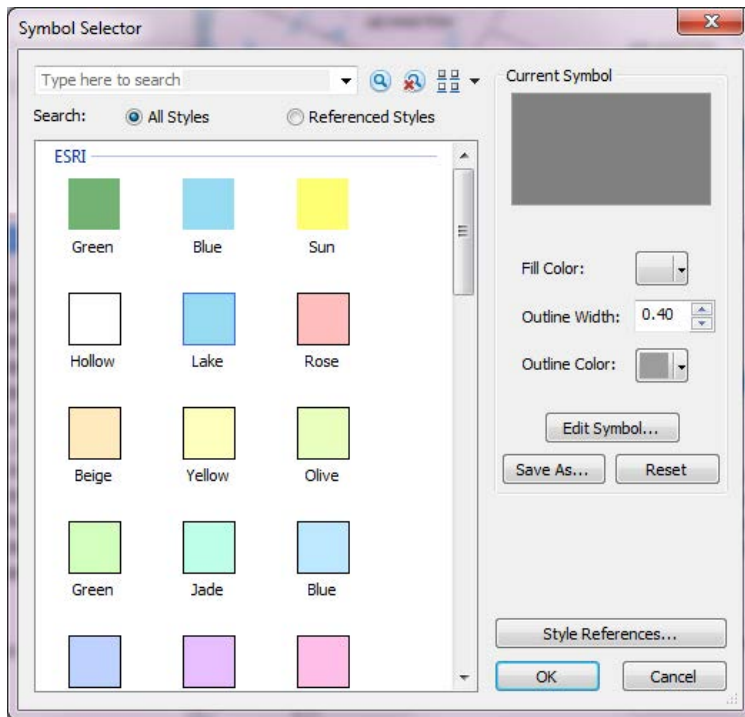 Symbol Selector
Type here to search
Search: All Styles Referenced Styles
ESRI
Green Blue Sun
Hollow Lake Rose
Beige Yellow Olive
Green Jade Blue
Current Symbol
Fill Color:
Outline Width: 0.40
Outline Color:
Edit Symbol...
Save As... Reset
Style References...
OK Cancel